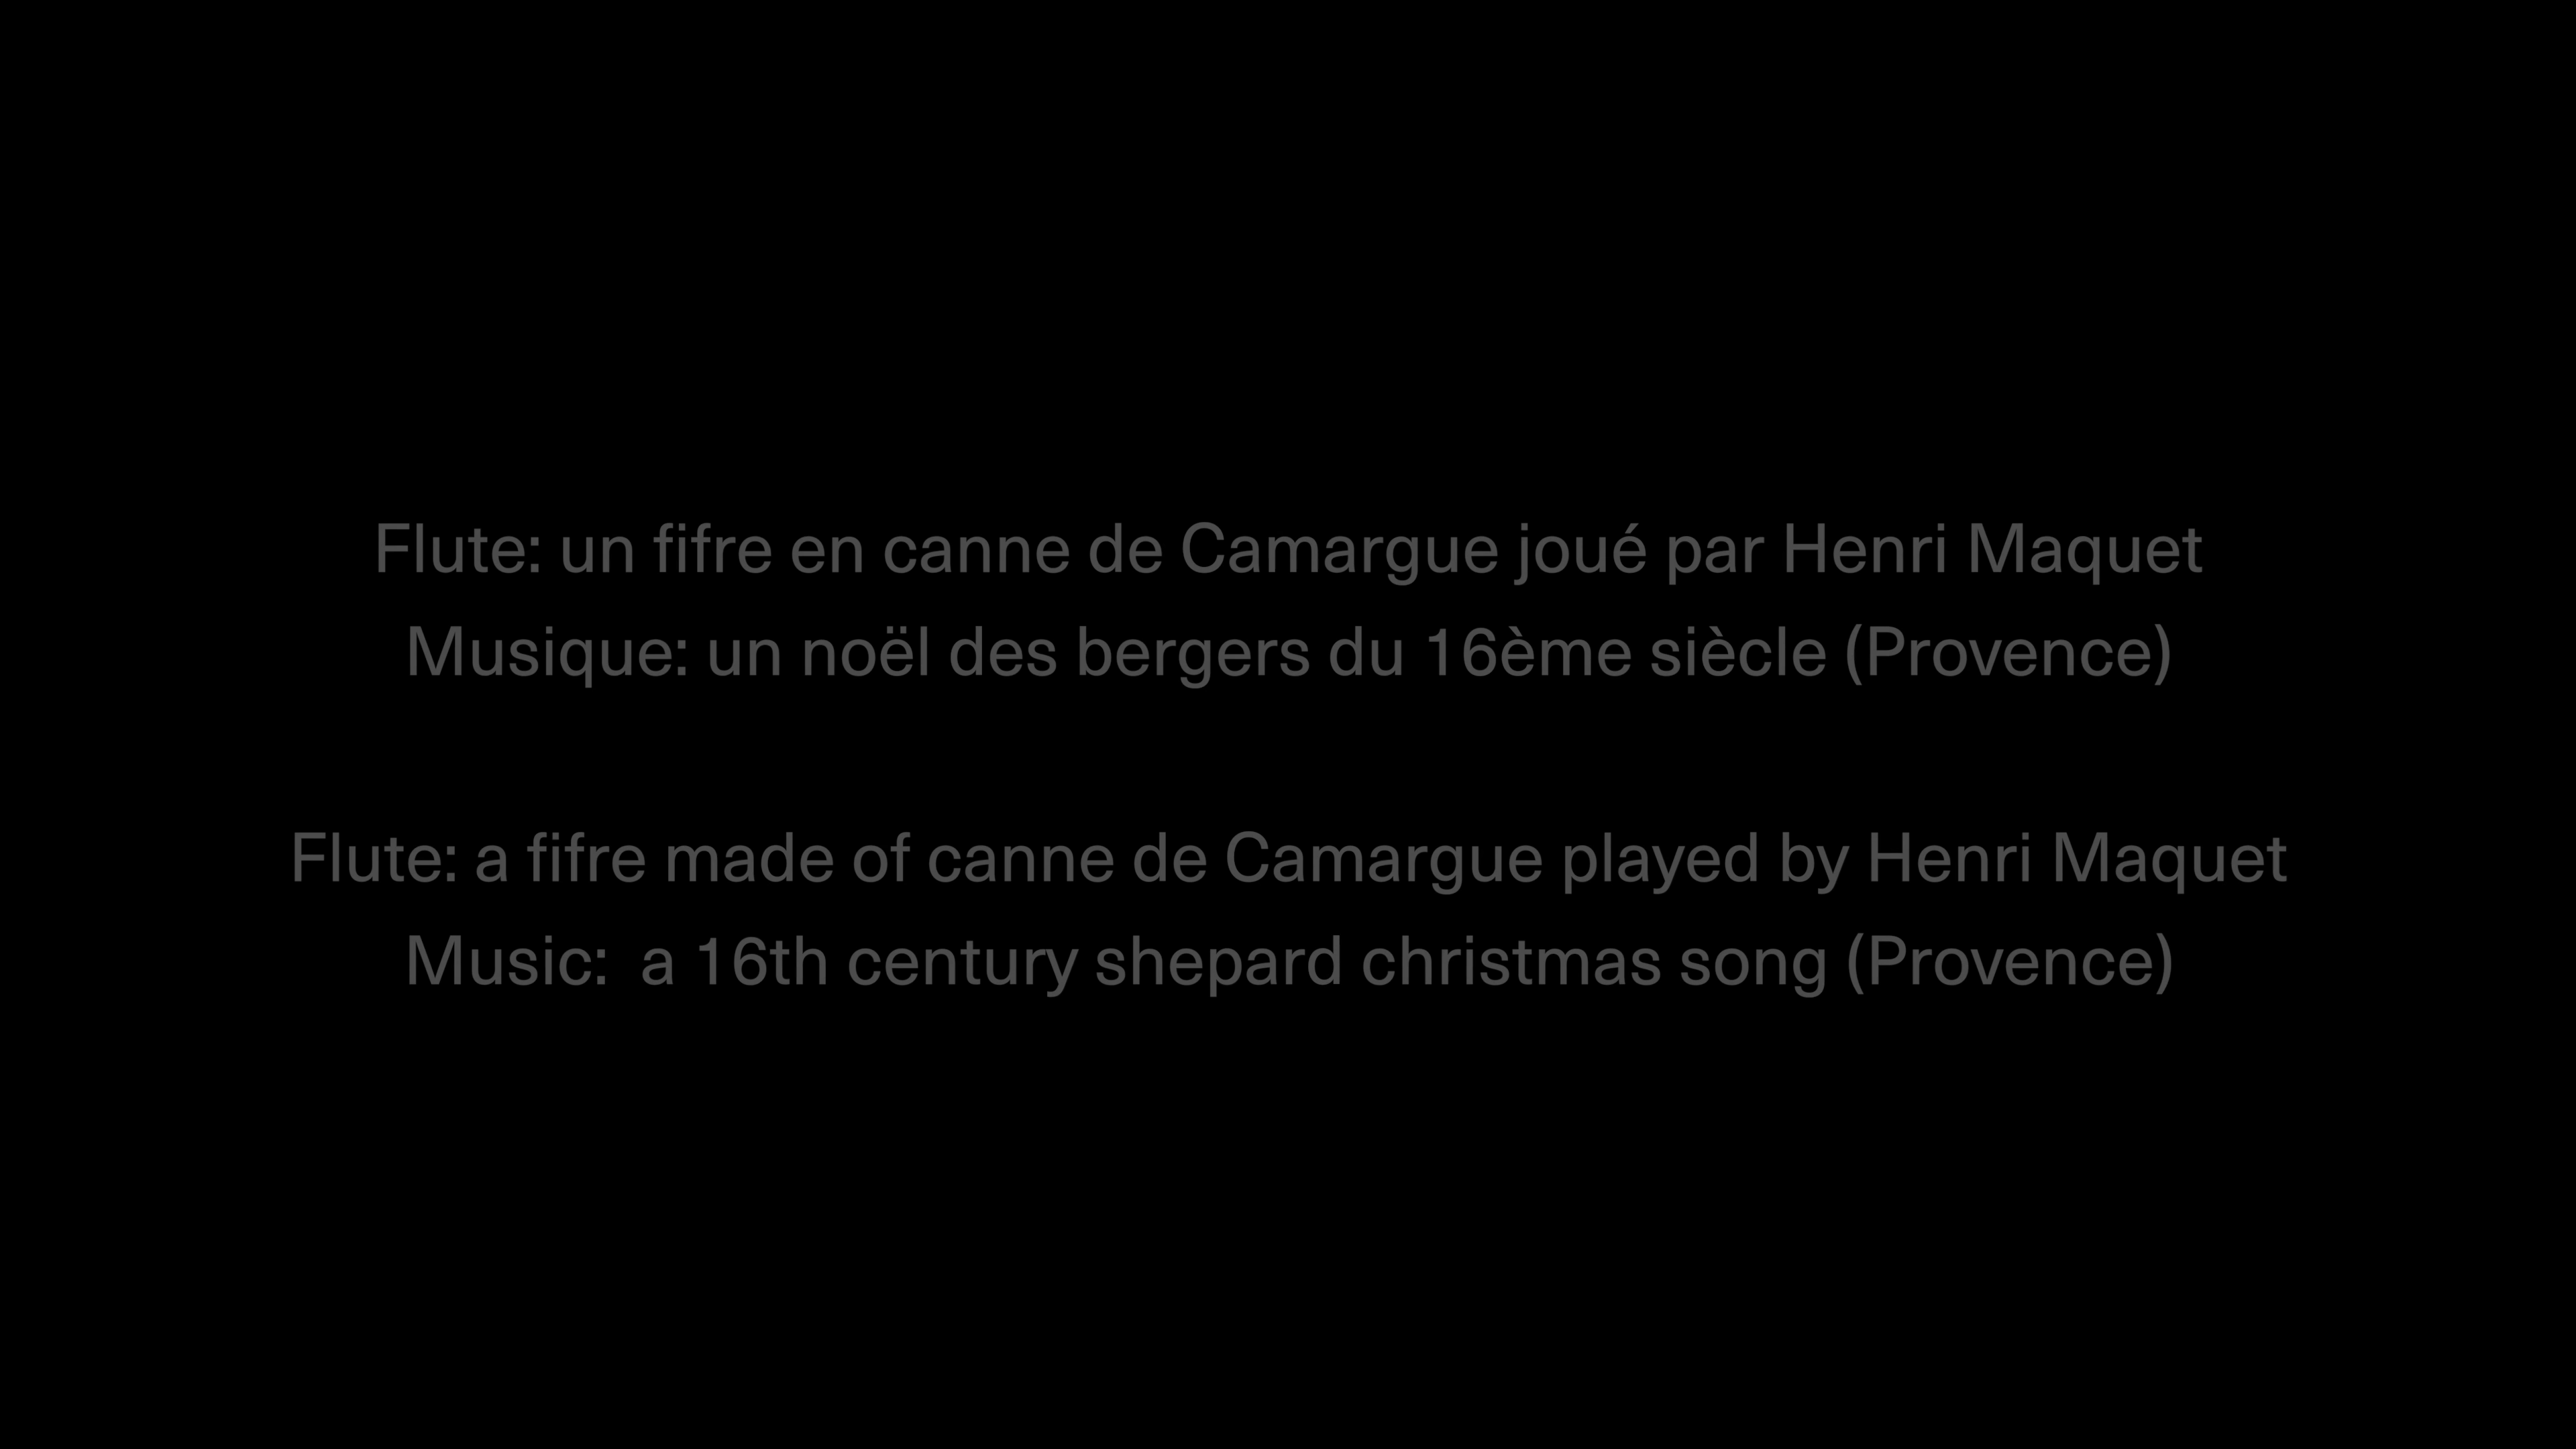 Flute: un fifre en canne de Camargue joué par Henri Maquet
Musique: un noël des bergers du 16ème siècle (Provence)
Flute: a fifre made of canne de Camargue played by Henri Maquet
Music:  a 16th century shepard christmas song (Provence)